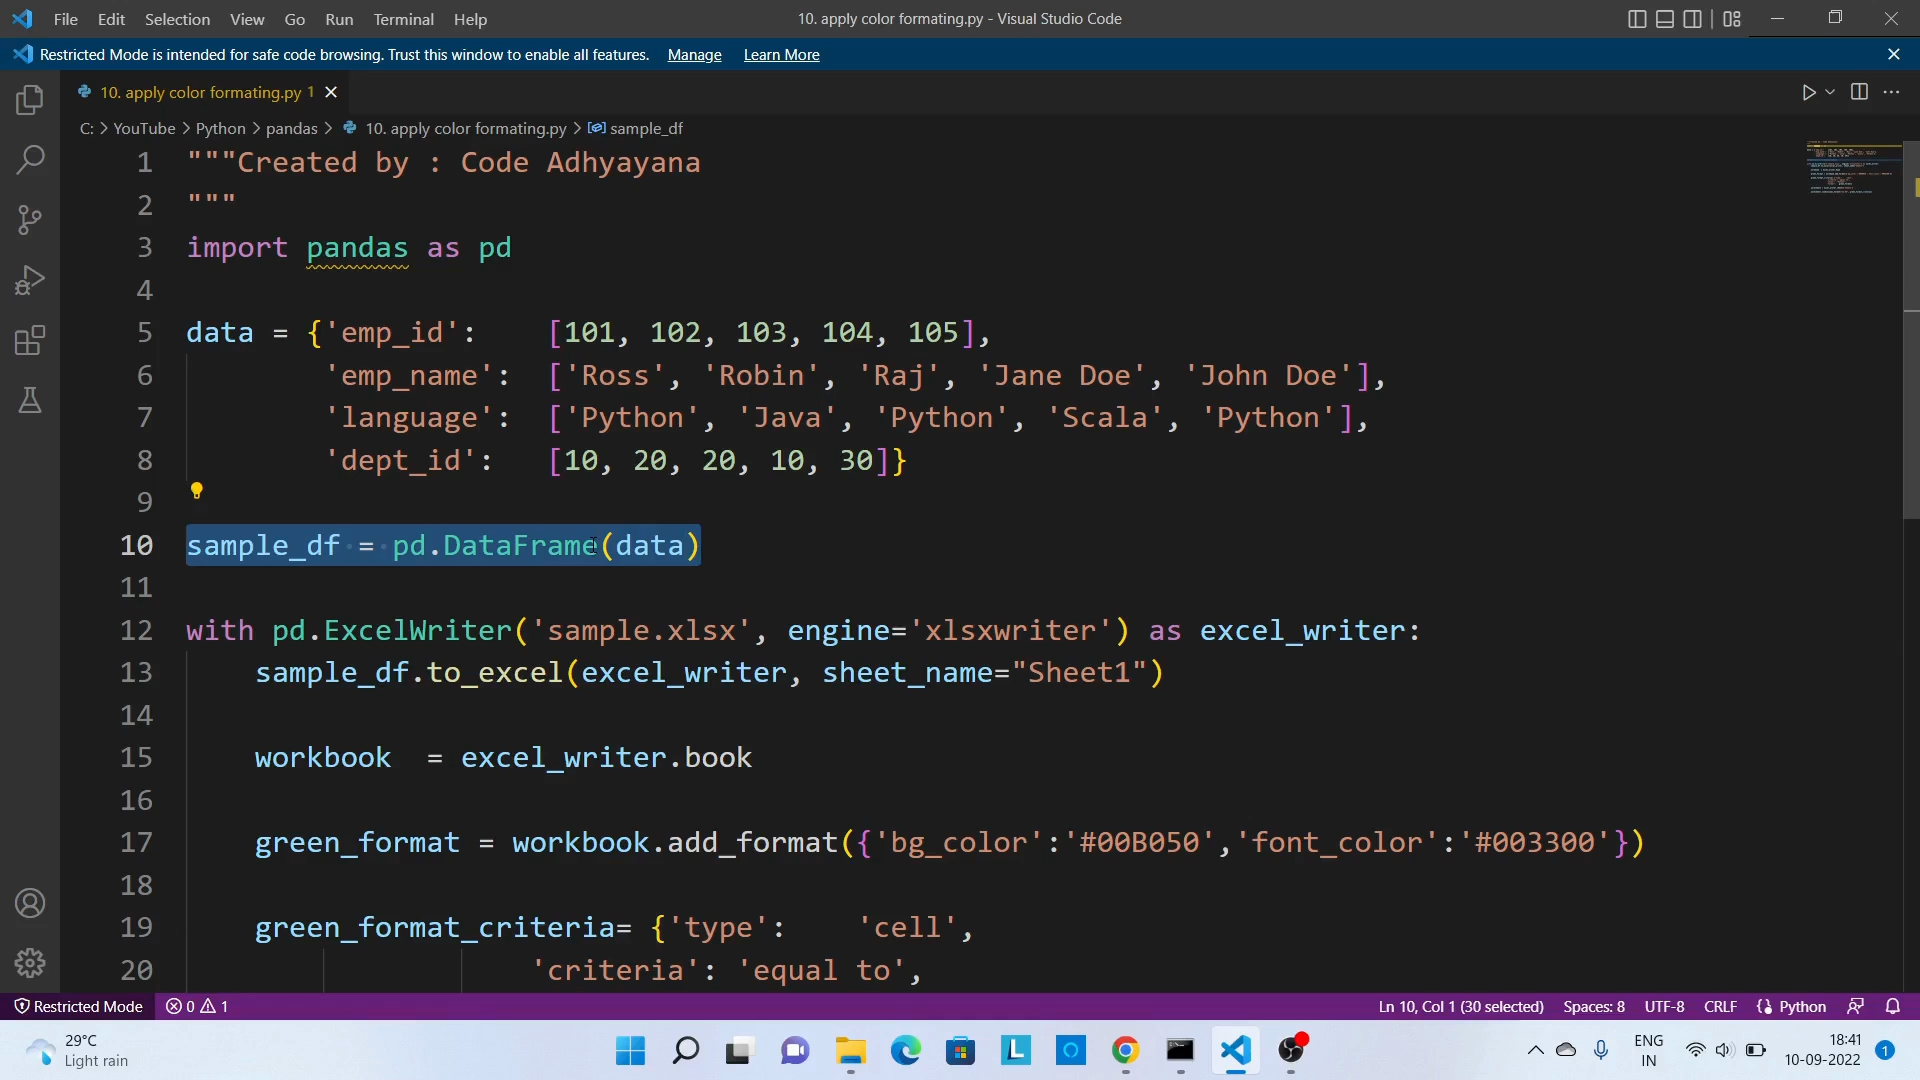 File Edit Selection View Go Run Terminal Help
10. apply color formating.py - Visual Studio Code
Restricted Mode is intended for safe code browsing. Trust this window to enable all features. Manage Learn More
10. apply color formating.py 1
C: > YouTube > Python > pandas > 10. apply color formating.py > sample_df
1 """Created by : Code Adhyayana
2 """
3 import pandas as pd
4
5 data = {'emp_id': [101, 102, 103, 104, 105],
6 'emp_name': ['Ross', 'Robin', 'Raj', 'Jane Doe', 'John Doe'],
7 'language': ['Python', 'Java', 'Python', 'Scala', 'Python'],
8 'dept_id': [10, 20, 20, 10, 30]}
9
10 sample_df = pd.DataFrame(data)
11
12 with pd.ExcelWriter('sample.xlsx', engine='xlsxwriter') as excel_writer:
13 sample_df.to_excel(excel_writer, sheet_name="Sheet1")
14
15 workbook = excel_writer.book
16
17 green_format = workbook.add_format({'bg_color':'#00B050','font_color':'#003300'})
18
19 green_format_criteria= {'type': 'cell',
20 'criteria': 'equal to',
Restricted Mode 0 1 Ln 10, Col 1 (30 selected) Spaces: 8 UTF-8 CRLF Python
29°C
Light rain
ENG
IN
18:41
10-09-2022
1